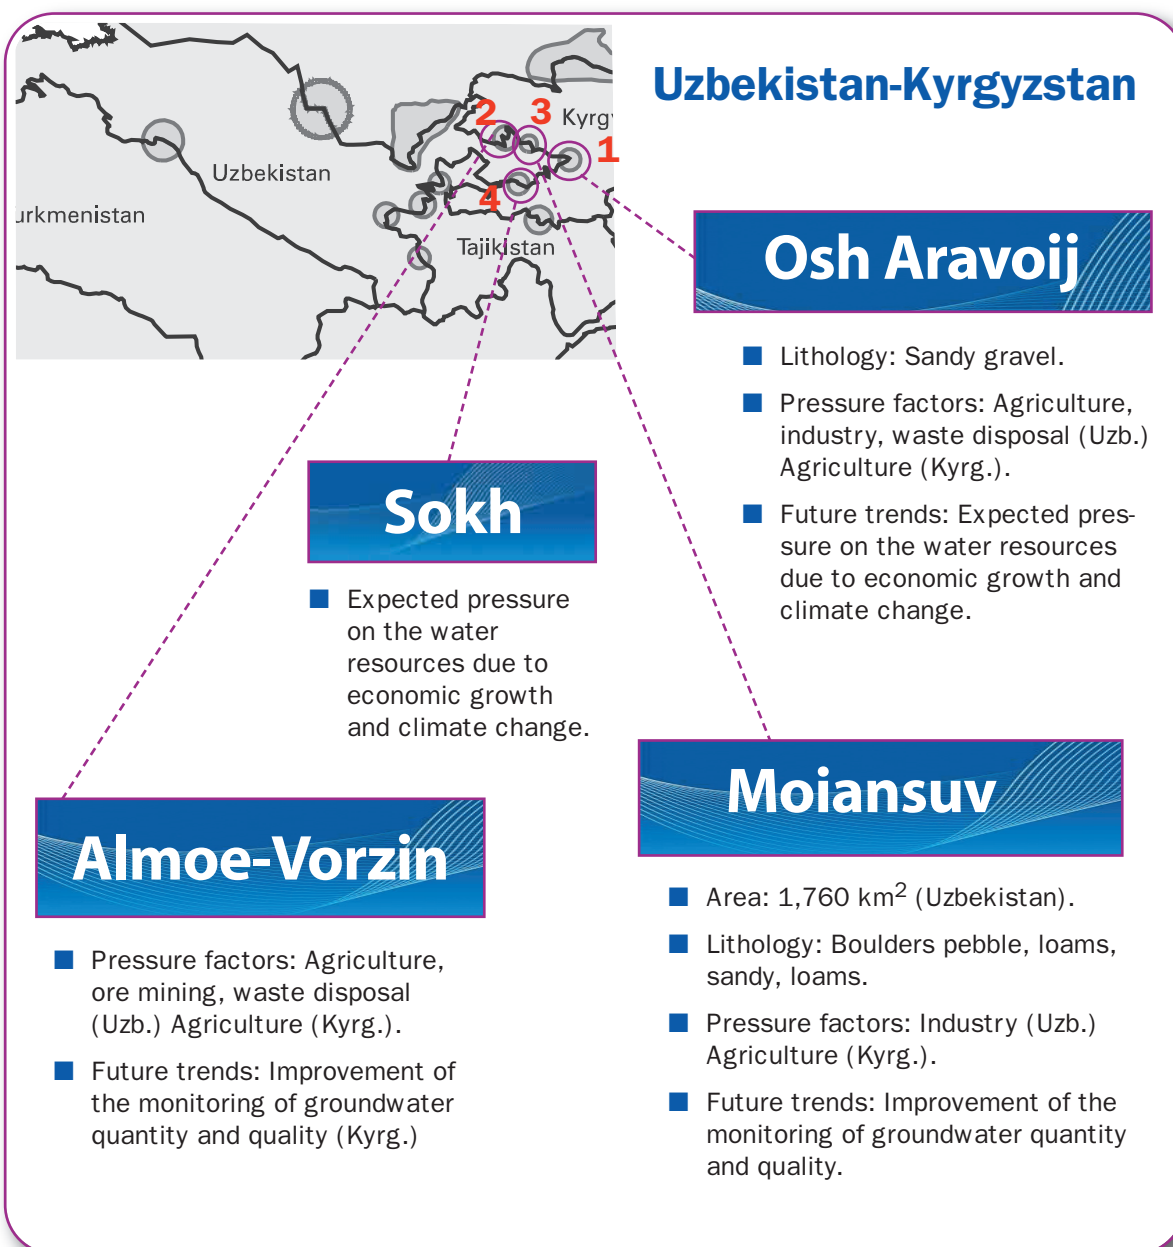 Uzbekistan-Kyrgyzstan
2
3
Kyrgy
1
Uzbekistan
urkmenistan
4
Tajikistan
Osh Aravoij
■ Lithology: Sandy gravel.
■ Pressure factors: Agriculture,
industry, waste disposal (Uzb.)
Agriculture (Kyrg.).
■ Future trends: Expected pres-
sure on the water resources
due to economic growth and
climate change.
Sokh
■ Expected pressure
on the water
resources due to
economic growth
and climate change.
Almoe-Vorzin
■ Pressure factors: Agriculture,
ore mining, waste disposal
(Uzb.) Agriculture (Kyrg.).
■ Future trends: Improvement of
the monitoring of groundwater
quantity and quality (Kyrg.)
Moiansuv
■ Area: 1,760 km² (Uzbekistan).
■ Lithology: Boulders pebble, loams,
sandy, loams.
■ Pressure factors: Industry (Uzb.)
Agriculture (Kyrg.).
■ Future trends: Improvement of the
monitoring of groundwater quantity
and quality.